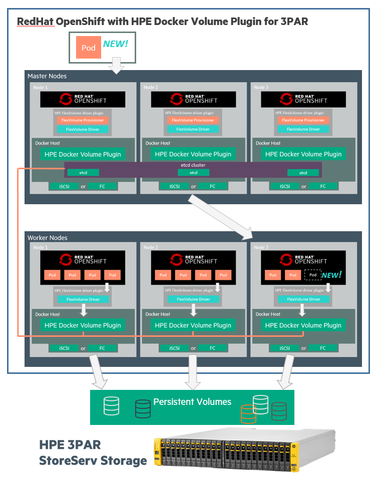 RedHat OpenShift with HPE Docker Volume Plugin for 3PAR
Pod NEW!
Master Nodes
Node 1
RED HAT
OPENSHIFT
HPE FlexVolume driver plugin
FlexVolume Provisioner
FlexVolume Driver
Docker Host
HPE Docker Volume Plugin
etcd
iSCSI or FC
Node 2
RED HAT
OPENSHIFT
HPE FlexVolume driver plugin
FlexVolume Provisioner
FlexVolume Driver
Docker Host
HPE Docker Volume Plugin
etcd cluster
etcd
iSCSI or FC
Node 3
RED HAT
OPENSHIFT
HPE FlexVolume driver plugin
FlexVolume Provisioner
FlexVolume Driver
Docker Host
HPE Docker Volume Plugin
etcd
iSCSI or FC
Worker Nodes
Node 1
RED HAT
OPENSHIFT
Pod Pod Pod Pod
HPE FlexVolume driver plugin
FlexVolume Driver
Docker Host
HPE Docker Volume Plugin
iSCSI or FC
Node 2
RED HAT
OPENSHIFT
Pod Pod Pod Pod
HPE FlexVolume driver plugin
FlexVolume Driver
Docker Host
HPE Docker Volume Plugin
iSCSI or FC
Node 3
RED HAT
OPENSHIFT
Pod Pod Pod NEW!
HPE FlexVolume driver plugin
FlexVolume Driver
Docker Host
HPE Docker Volume Plugin
iSCSI or FC
Persistent Volumes
HPE 3PAR
StoreServ Storage